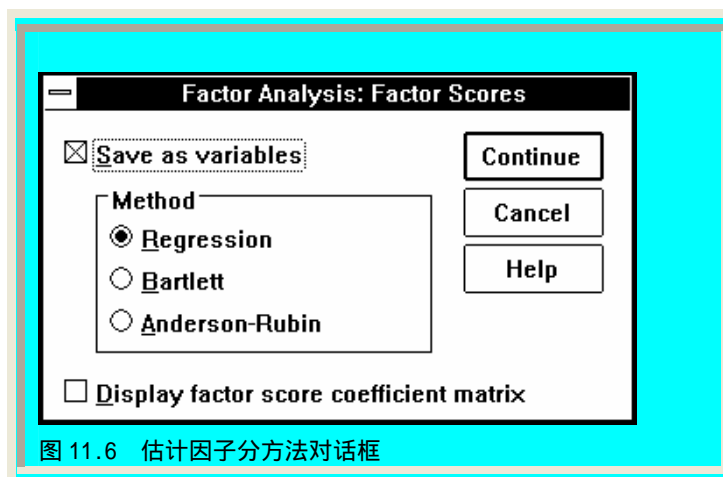 Factor Analysis: Factor Scores
Save as variables
Continue
Method
Cancel
Regression
Help
Bartlett
Anderson-Rubin
Display factor score coefficient matrix
图 11.6 估计因子分方法对话框